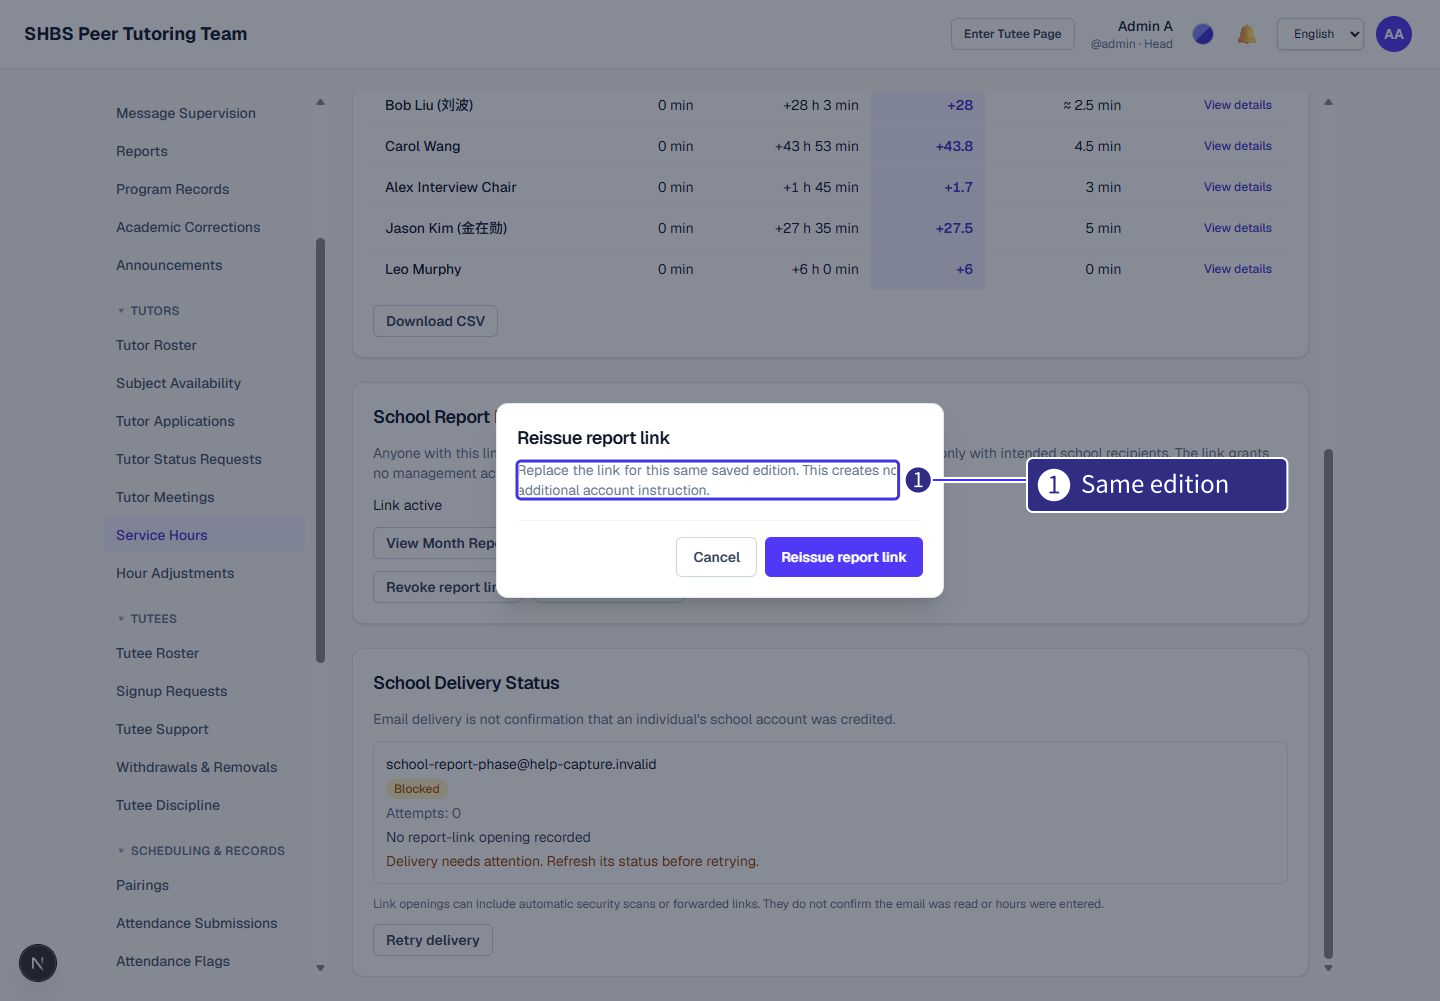 SHBS Peer Tutoring Team
Enter Tutee Page
Admin A
@admin · Head
English
AA
Message Supervision
Reports
Program Records
Academic Corrections
Announcements
TUTORS
Tutor Roster
Subject Availability
Tutor Applications
Tutor Status Requests
Tutor Meetings
Service Hours
Hour Adjustments
TUTEES
Tutee Roster
Signup Requests
Tutee Support
Withdrawals & Removals
Tutee Discipline
SCHEDULING & RECORDS
Pairings
Attendance Submissions
Attendance Flags
N
Bob Liu (刘波) 0 min +28 h 3 min +28 ≈ 2.5 min View details
Carol Wang 0 min +43 h 53 min +43.8 4.5 min View details
Alex Interview Chair 0 min +1 h 45 min +1.7 3 min View details
Jason Kim (金在勋) 0 min +27 h 35 min +27.5 5 min View details
Leo Murphy 0 min +6 h 0 min +6 0 min View details
Download CSV
School Report
Anyone with this lin only with intended school recipients. The link grants
no management ac
Link active
View Month Repo
Revoke report lin
Reissue report link
Replace the link for this same saved edition. This creates no
additional account instruction.
Cancel
Reissue report link
1
1 Same edition
School Delivery Status
Email delivery is not confirmation that an individual's school account was credited.
school-report-phase@help-capture.invalid
Blocked
Attempts: 0
No report-link opening recorded
Delivery needs attention. Refresh its status before retrying.
Link openings can include automatic security scans or forwarded links. They do not confirm the email was read or hours were entered.
Retry delivery